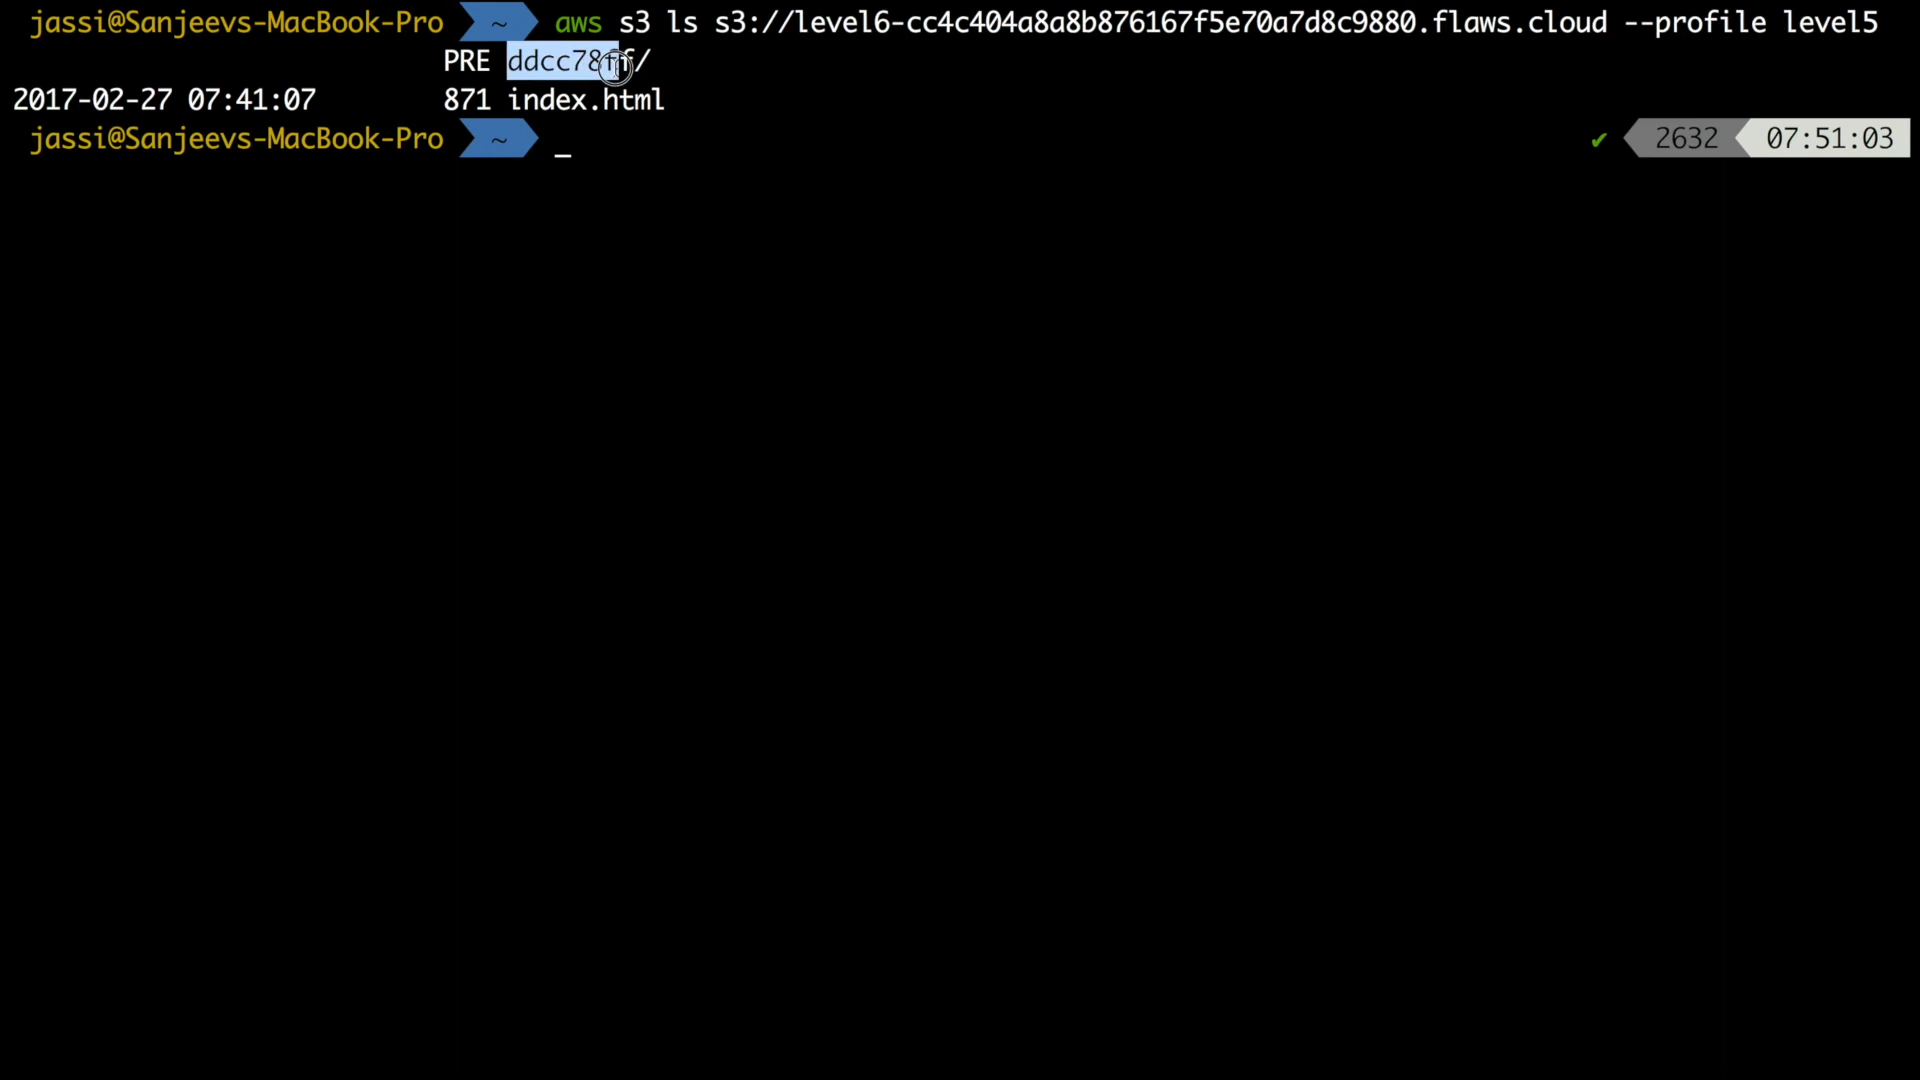 jassi@Sanjeevs-MacBook-Pro ~ aws s3 ls s3://level6-cc4c404a8a8b876167f5e70a7d8c9880.flaws.cloud --profile level5
PRE ddcc78ff/
2017-02-27 07:41:07 871 index.html
jassi@Sanjeevs-MacBook-Pro ~ _ ✔ 2632 07:51:03